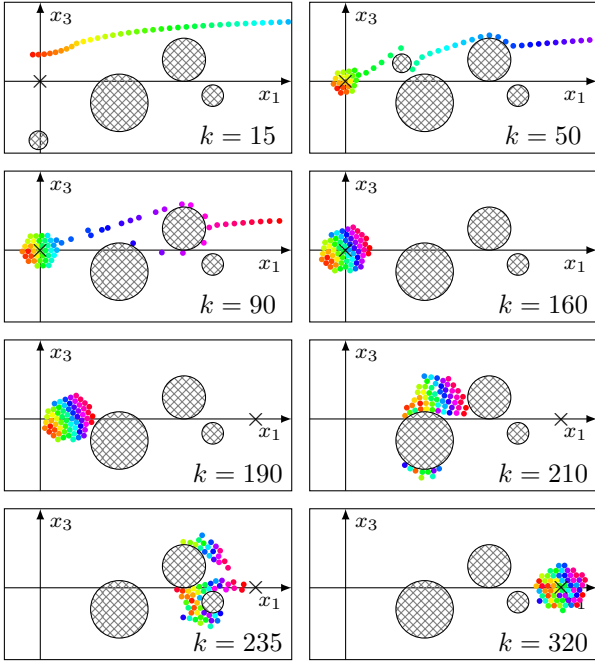 x₃
x₁
k = 15
x₃
x₁
k = 50
x₃
x₁
k = 90
x₃
x₁
k = 160
x₃
x₁
k = 190
x₃
x₁
k = 210
x₃
x₁
k = 235
x₃
₁
k = 320